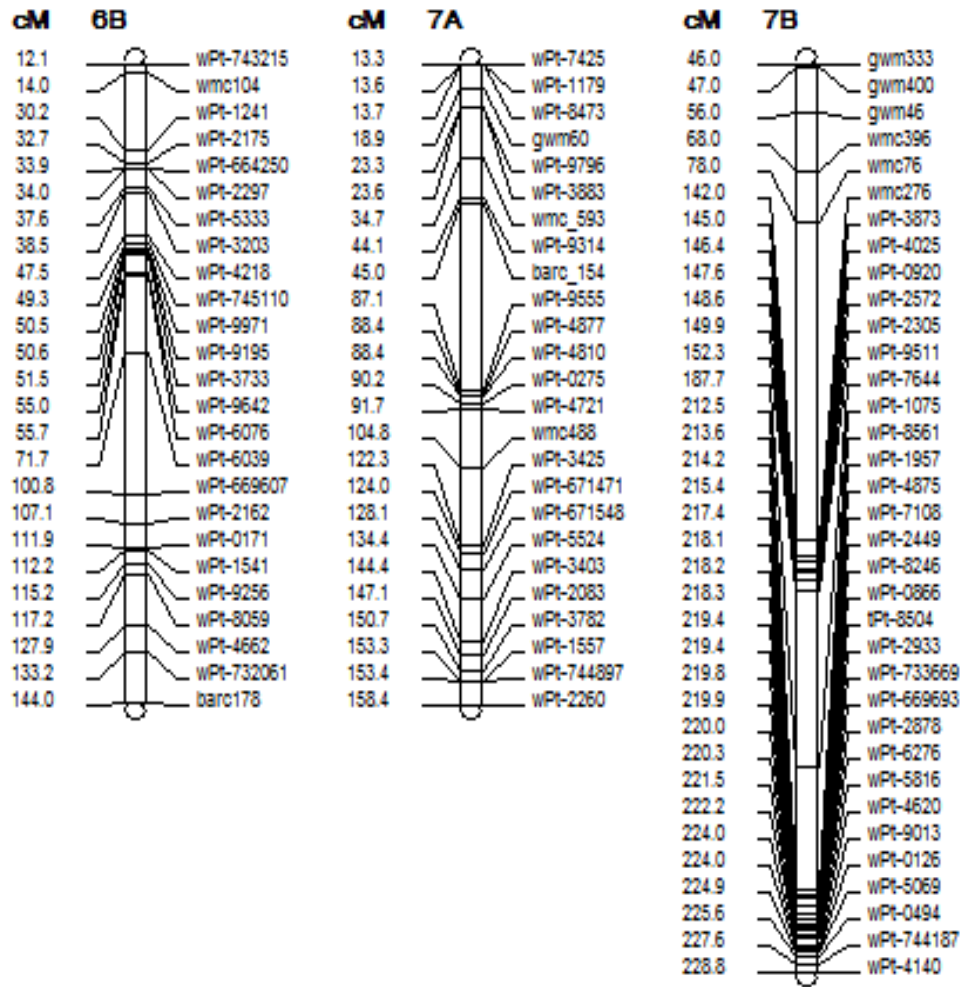 cM 6B
12.1 wPt-743215
14.0 wmc104
30.2 wPt-1241
32.7 wPt-2175
33.9 wPt-664250
34.0 wPt-2297
37.6 wPt-5333
38.5 wPt-3203
47.5 wPt-4218
49.3 wPt-745110
50.5 wPt-9971
50.6 wPt-9195
51.5 wPt-3733
55.0 wPt-9642
55.7 wPt-6076
71.7 wPt-6039
100.8 wPt-669607
107.1 wPt-2162
111.9 wPt-0171
112.2 wPt-1541
115.2 wPt-9256
117.2 wPt-8059
127.9 wPt-4662
133.2 wPt-732061
144.0 barc178
cM 7A
13.3 wPt-7425
13.6 wPt-1179
13.7 wPt-8473
18.9 gwm60
23.3 wPt-9796
23.6 wPt-3883
34.7 wmc_593
44.1 wPt-9314
45.0 barc_154
87.1 wPt-9555
88.4 wPt-4877
88.4 wPt-4810
90.2 wPt-0275
91.7 wPt-4721
104.8 wmc488
122.3 wPt-3425
124.0 wPt-671471
128.1 wPt-671548
134.4 wPt-5524
144.4 wPt-3403
147.1 wPt-2083
150.7 wPt-3782
153.3 wPt-1557
153.4 wPt-744897
158.4 wPt-2260
cM 7B
46.0 gwm333
47.0 gwm400
56.0 gwm46
68.0 wmc396
78.0 wmc76
142.0 wmc276
145.0 wPt-3873
146.4 wPt-4025
147.6 wPt-0920
148.6 wPt-2572
149.9 wPt-2305
152.3 wPt-9511
187.7 wPt-7644
212.5 wPt-1075
213.6 wPt-8561
214.2 wPt-1957
215.4 wPt-4875
217.4 wPt-7108
218.1 wPt-2449
218.2 wPt-8246
218.3 wPt-0866
219.4 tPt-8504
219.4 wPt-2933
219.8 wPt-733669
219.9 wPt-669693
220.0 wPt-2878
220.3 wPt-6276
221.5 wPt-5816
222.2 wPt-4620
224.0 wPt-9013
224.0 wPt-0126
224.9 wPt-5069
225.6 wPt-0494
227.6 wPt-744187
228.8 wPt-4140